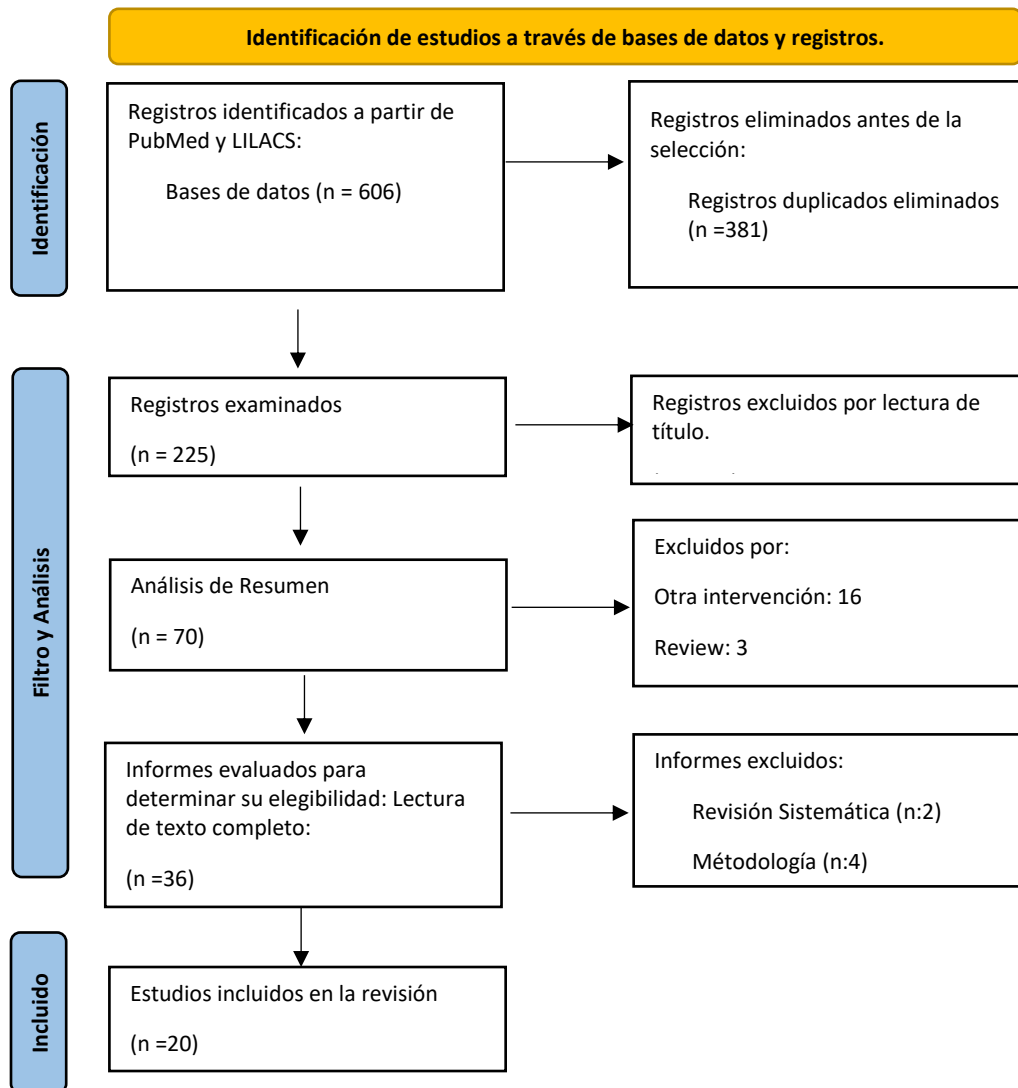 Identificación de estudios a través de bases de datos y registros.
Identificación
Registros identificados a partir de
PubMed y LILACS:
Bases de datos (n = 606)
Registros eliminados antes de la
selección:
Registros duplicados eliminados
(n =381)
Filtro y Análisis
Registros examinados
(n = 225)
Registros excluidos por lectura de
título.
Análisis de Resumen
(n = 70)
Excluidos por:
Otra intervención: 16
Review: 3
Informes evaluados para
determinar su elegibilidad: Lectura
de texto completo:
(n =36)
Informes excluidos:
Revisión Sistemática (n:2)
Métodología (n:4)
Incluido
Estudios incluidos en la revisión
(n =20)